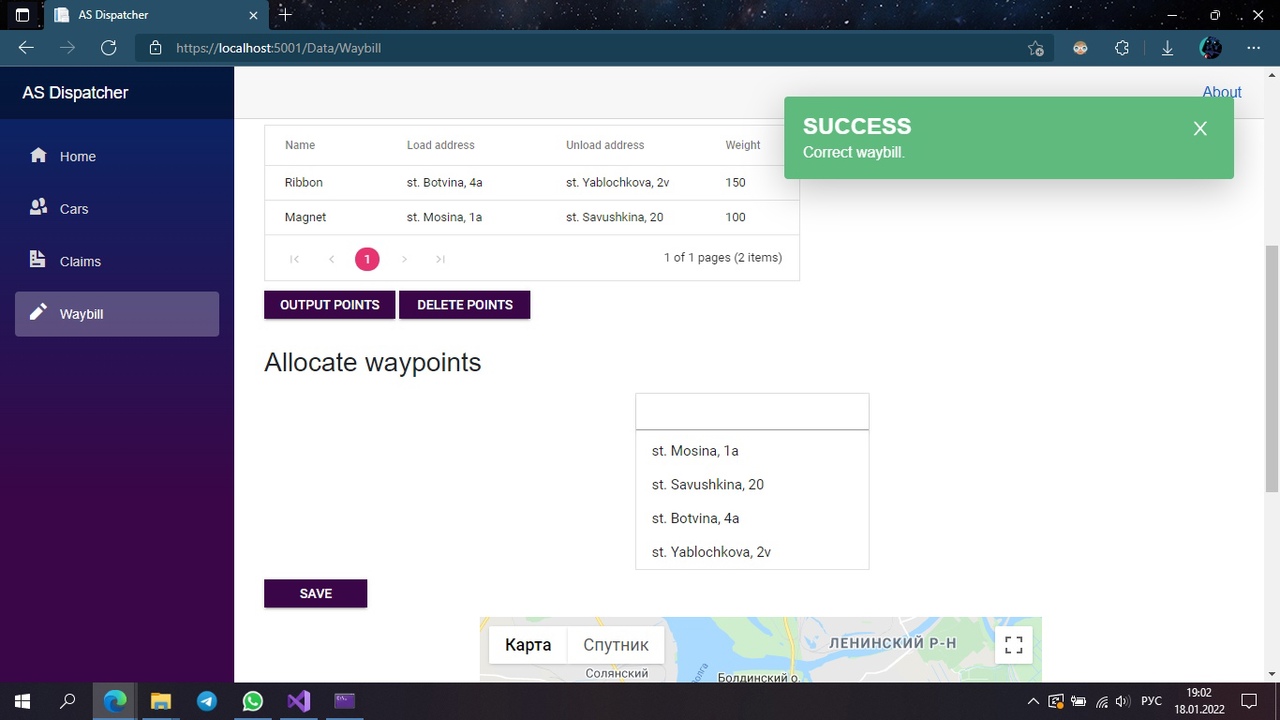 AS Dispatcher
https://localhost:5001/Data/Waybill
AS Dispatcher
About
SUCCESS
Correct waybill.
Home
Cars
Claims
Waybill
Name Load address Unload address Weight
Ribbon st. Botvina, 4a st. Yablochkova, 2v 150
Magnet st. Mosina, 1a st. Savushkina, 20 100
1 1 of 1 pages (2 items)
OUTPUT POINTS DELETE POINTS
Allocate waypoints
st. Mosina, 1a
st. Savushkina, 20
st. Botvina, 4a
st. Yablochkova, 2v
SAVE
Карта Спутник ЛЕНИНСКИЙ Р-Н
Солянский Волга Болдинский о.
РУС 19:02
18.01.2022